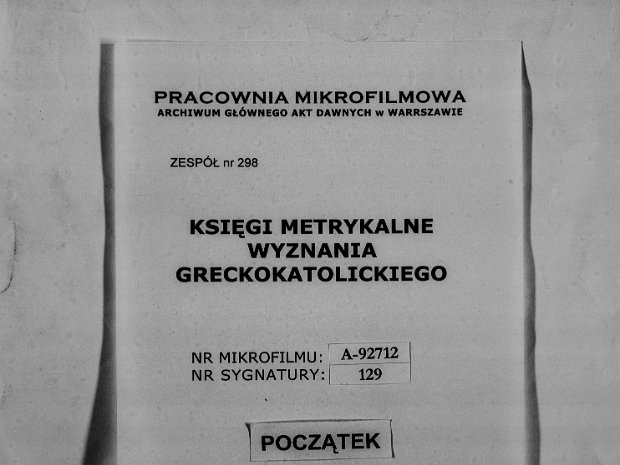 PRACOWNIA MIKROFILMOWA
ARCHIWUM GŁÓWNEGO AKT DAWNYCH w WARRSZAWIE
ZESPÓŁ nr 298
KSIĘGI METRYKALNE
WYZNANIA
GRECKOKATOLICKIEGO
NR MIKROFILMU: A-92712
NR SYGNATURY: 129
POCZĄTEK